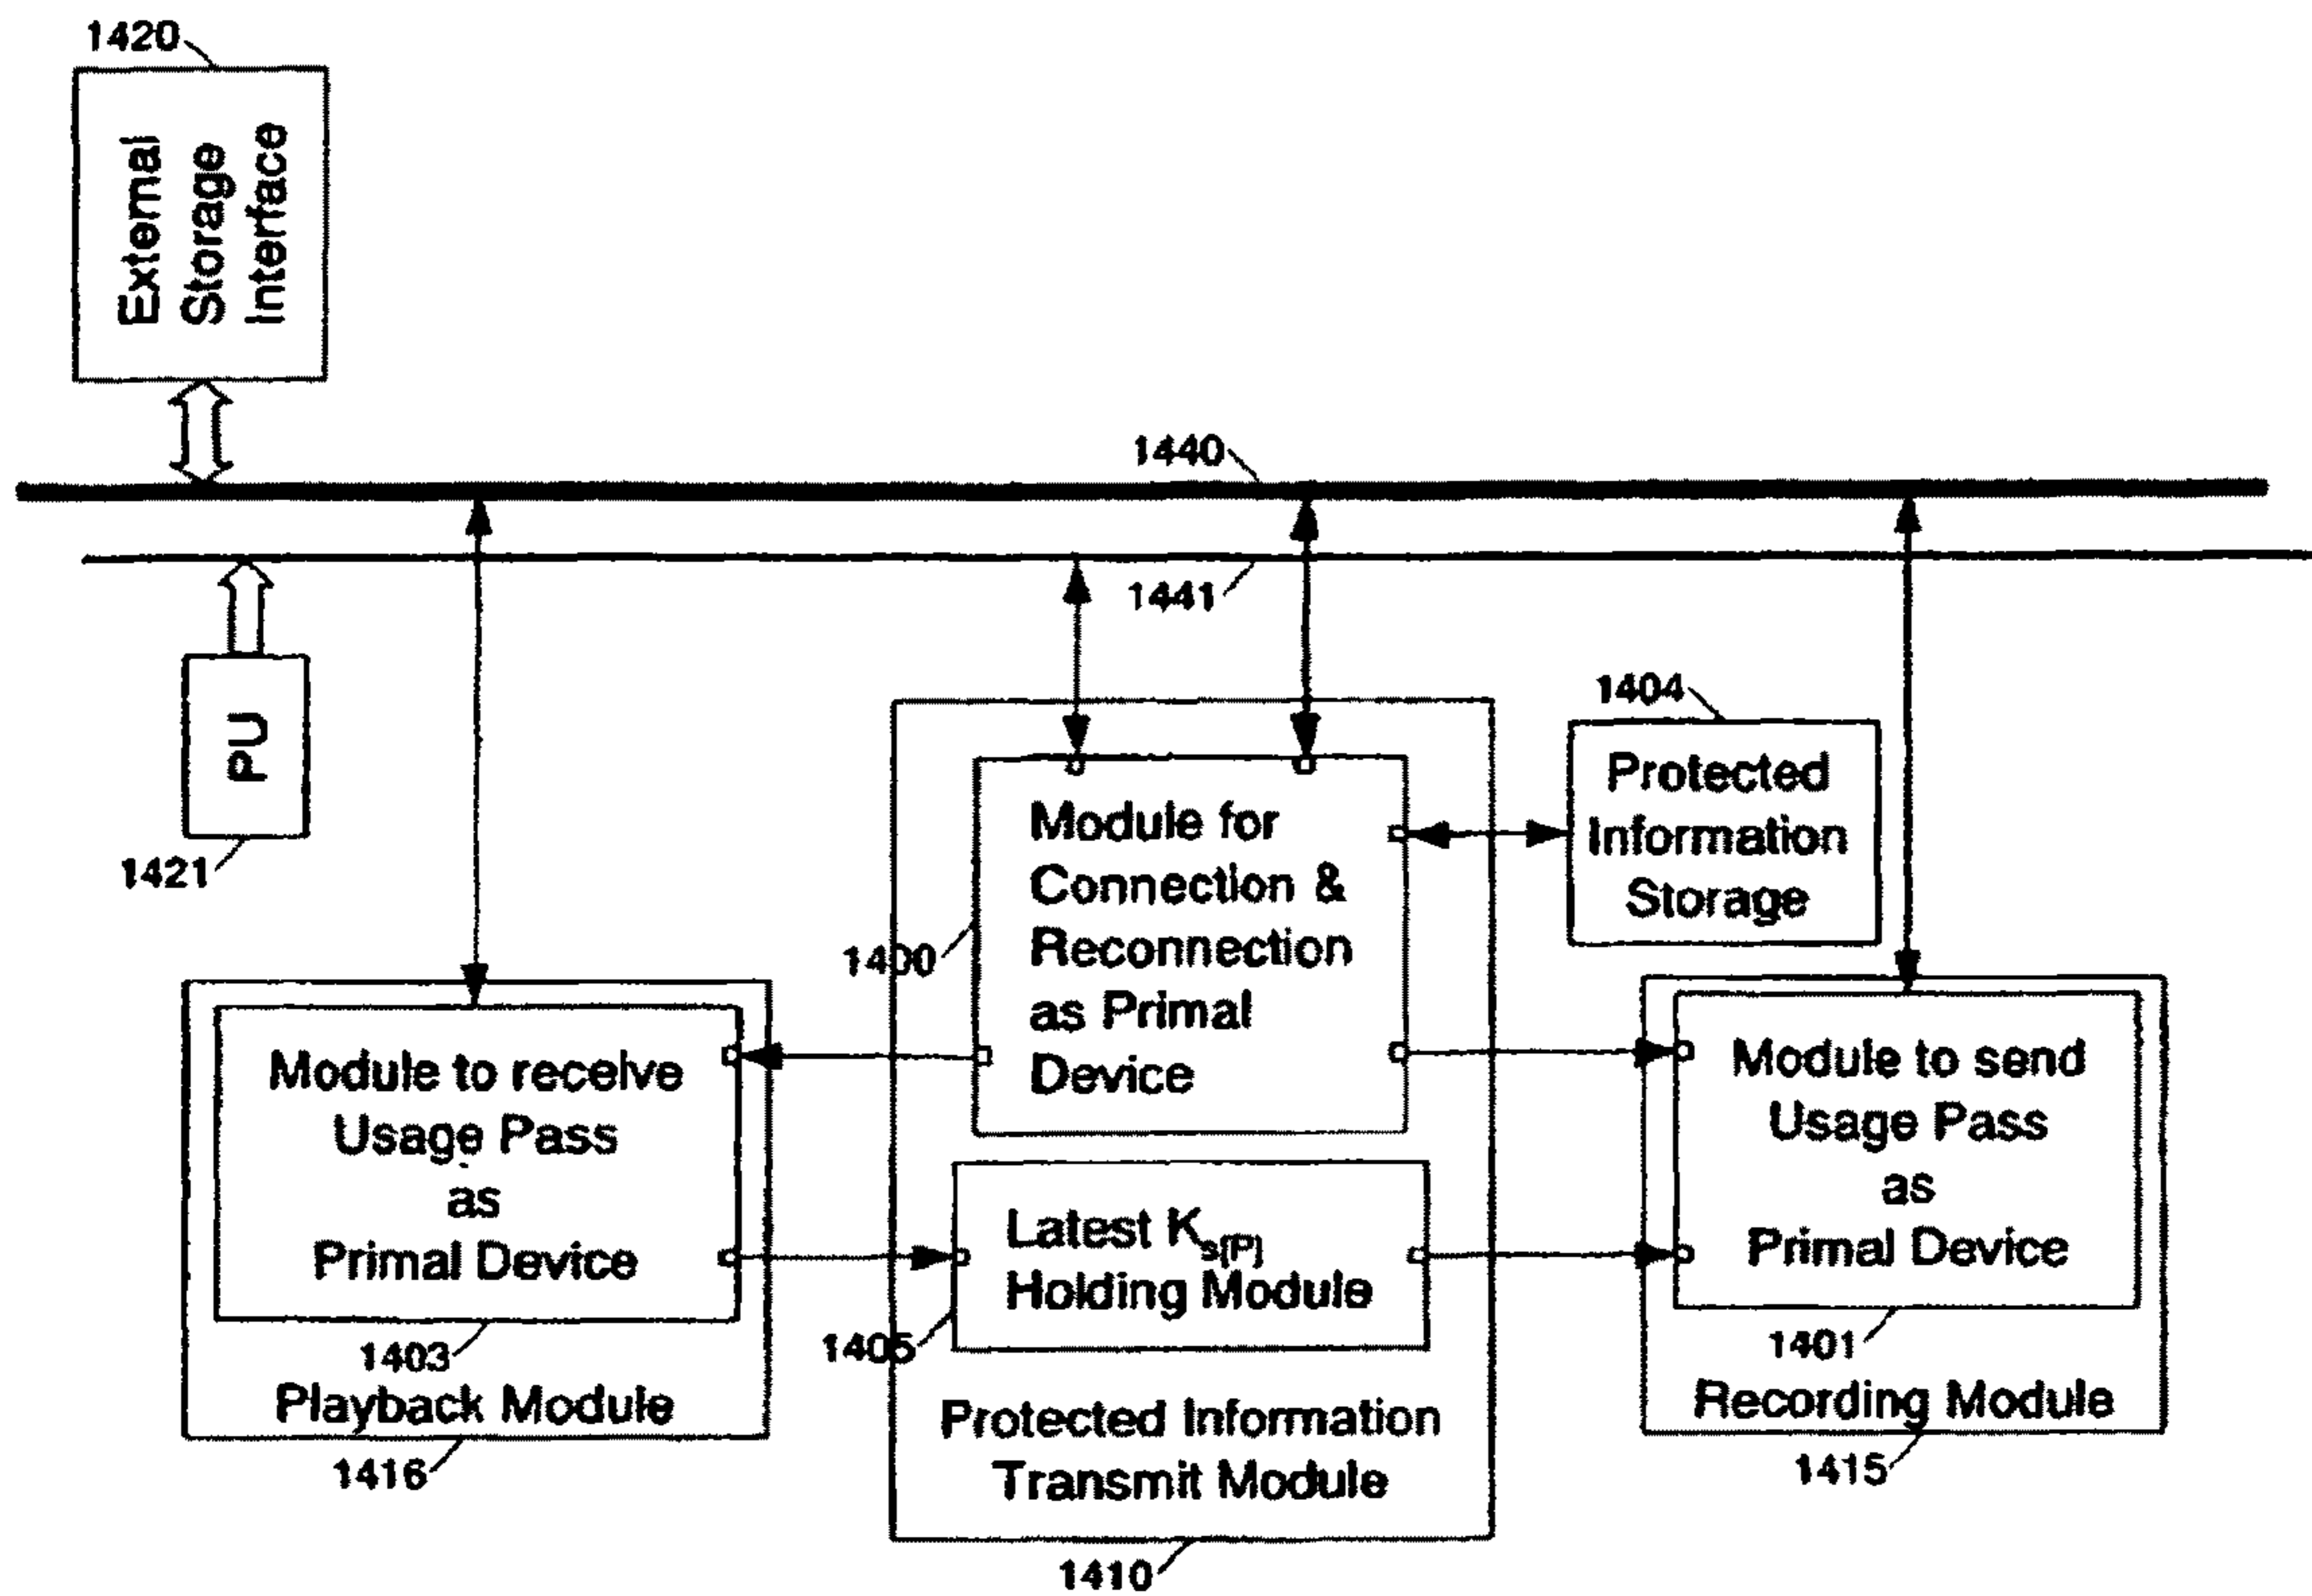 1420
External
Storage
Interface
1440
1441
PU
1421
1404
Protected
Information
Storage
Module for
Connection &
Reconnection
as Primal
Device
1400
Module to receive
Usage Pass
as
Primal Device
1403
Playback Module
1416
Latest Ks[P]
Holding Module
1405
Protected Information
Transmit Module
1410
Module to send
Usage Pass
as
Primal Device
1401
Recording Module
1415